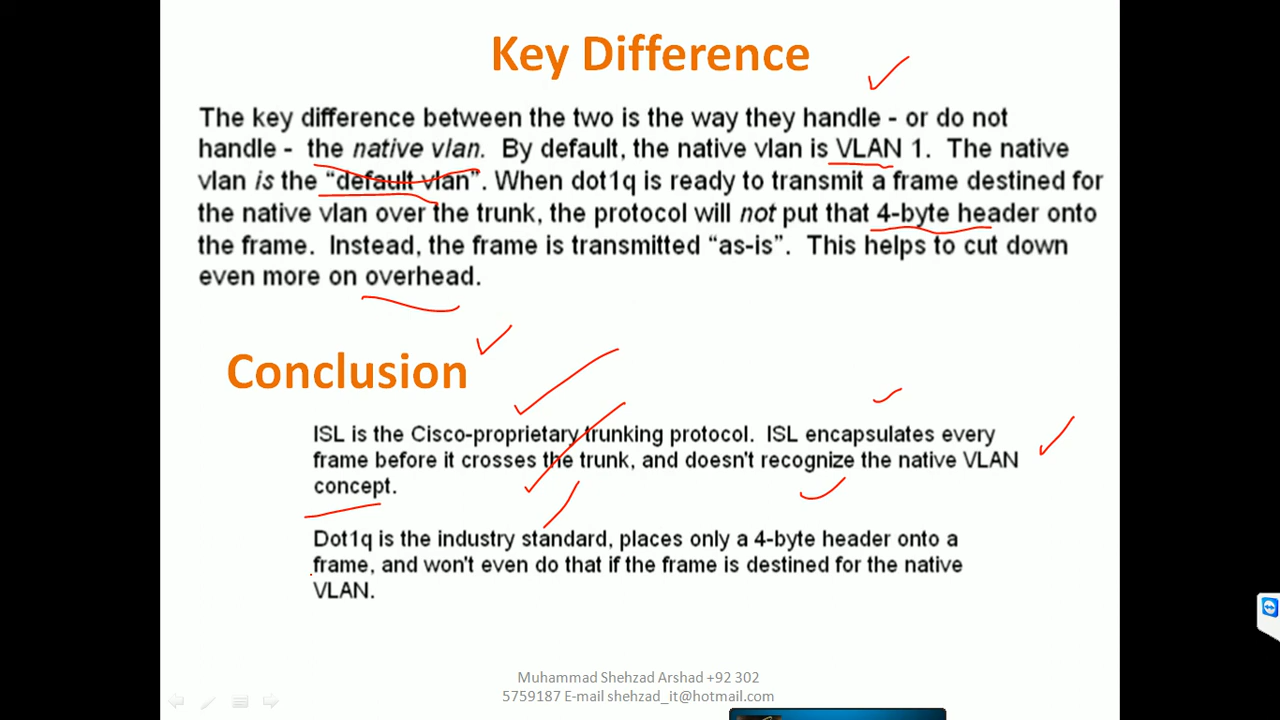 Key Difference
The key difference between the two is the way they handle - or do not
handle - the native vlan. By default, the native vlan is VLAN 1. The native
vlan is the "default vlan". When dot1q is ready to transmit a frame destined for
the native vlan over the trunk, the protocol will not put that 4-byte header onto
the frame. Instead, the frame is transmitted "as-is". This helps to cut down
even more on overhead.
Conclusion
ISL is the Cisco-proprietary trunking protocol. ISL encapsulates every
frame before it crosses the trunk, and doesn't recognize the native VLAN
concept.
Dot1q is the industry standard, places only a 4-byte header onto a
frame, and won't even do that if the frame is destined for the native
VLAN.
Muhammad Shehzad Arshad +92 302
5759187 E-mail shehzad_it@hotmail.com